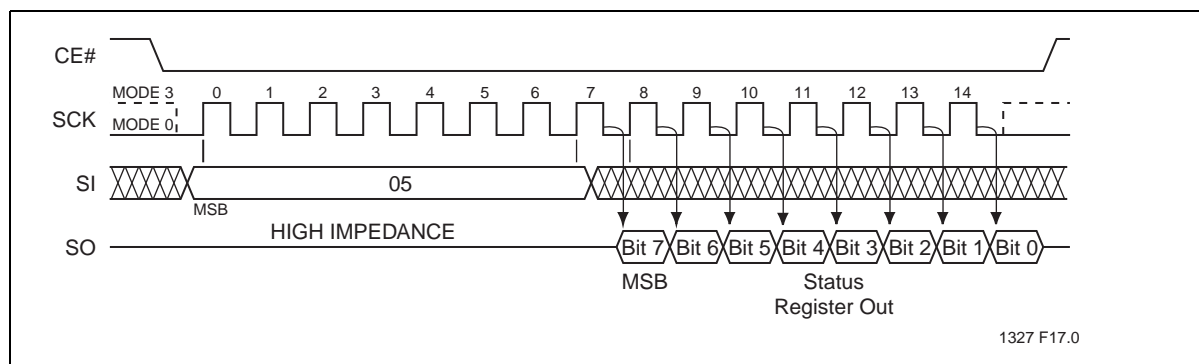 CE#
MODE 3
0 1 2 3 4 5 6 7 8 9 10 11 12 13 14
SCK
MODE 0
SI
05
MSB
HIGH IMPEDANCE
SO
Bit 7 Bit 6 Bit 5 Bit 4 Bit 3 Bit 2 Bit 1 Bit 0
MSB
Status
Register Out
1327 F17.0